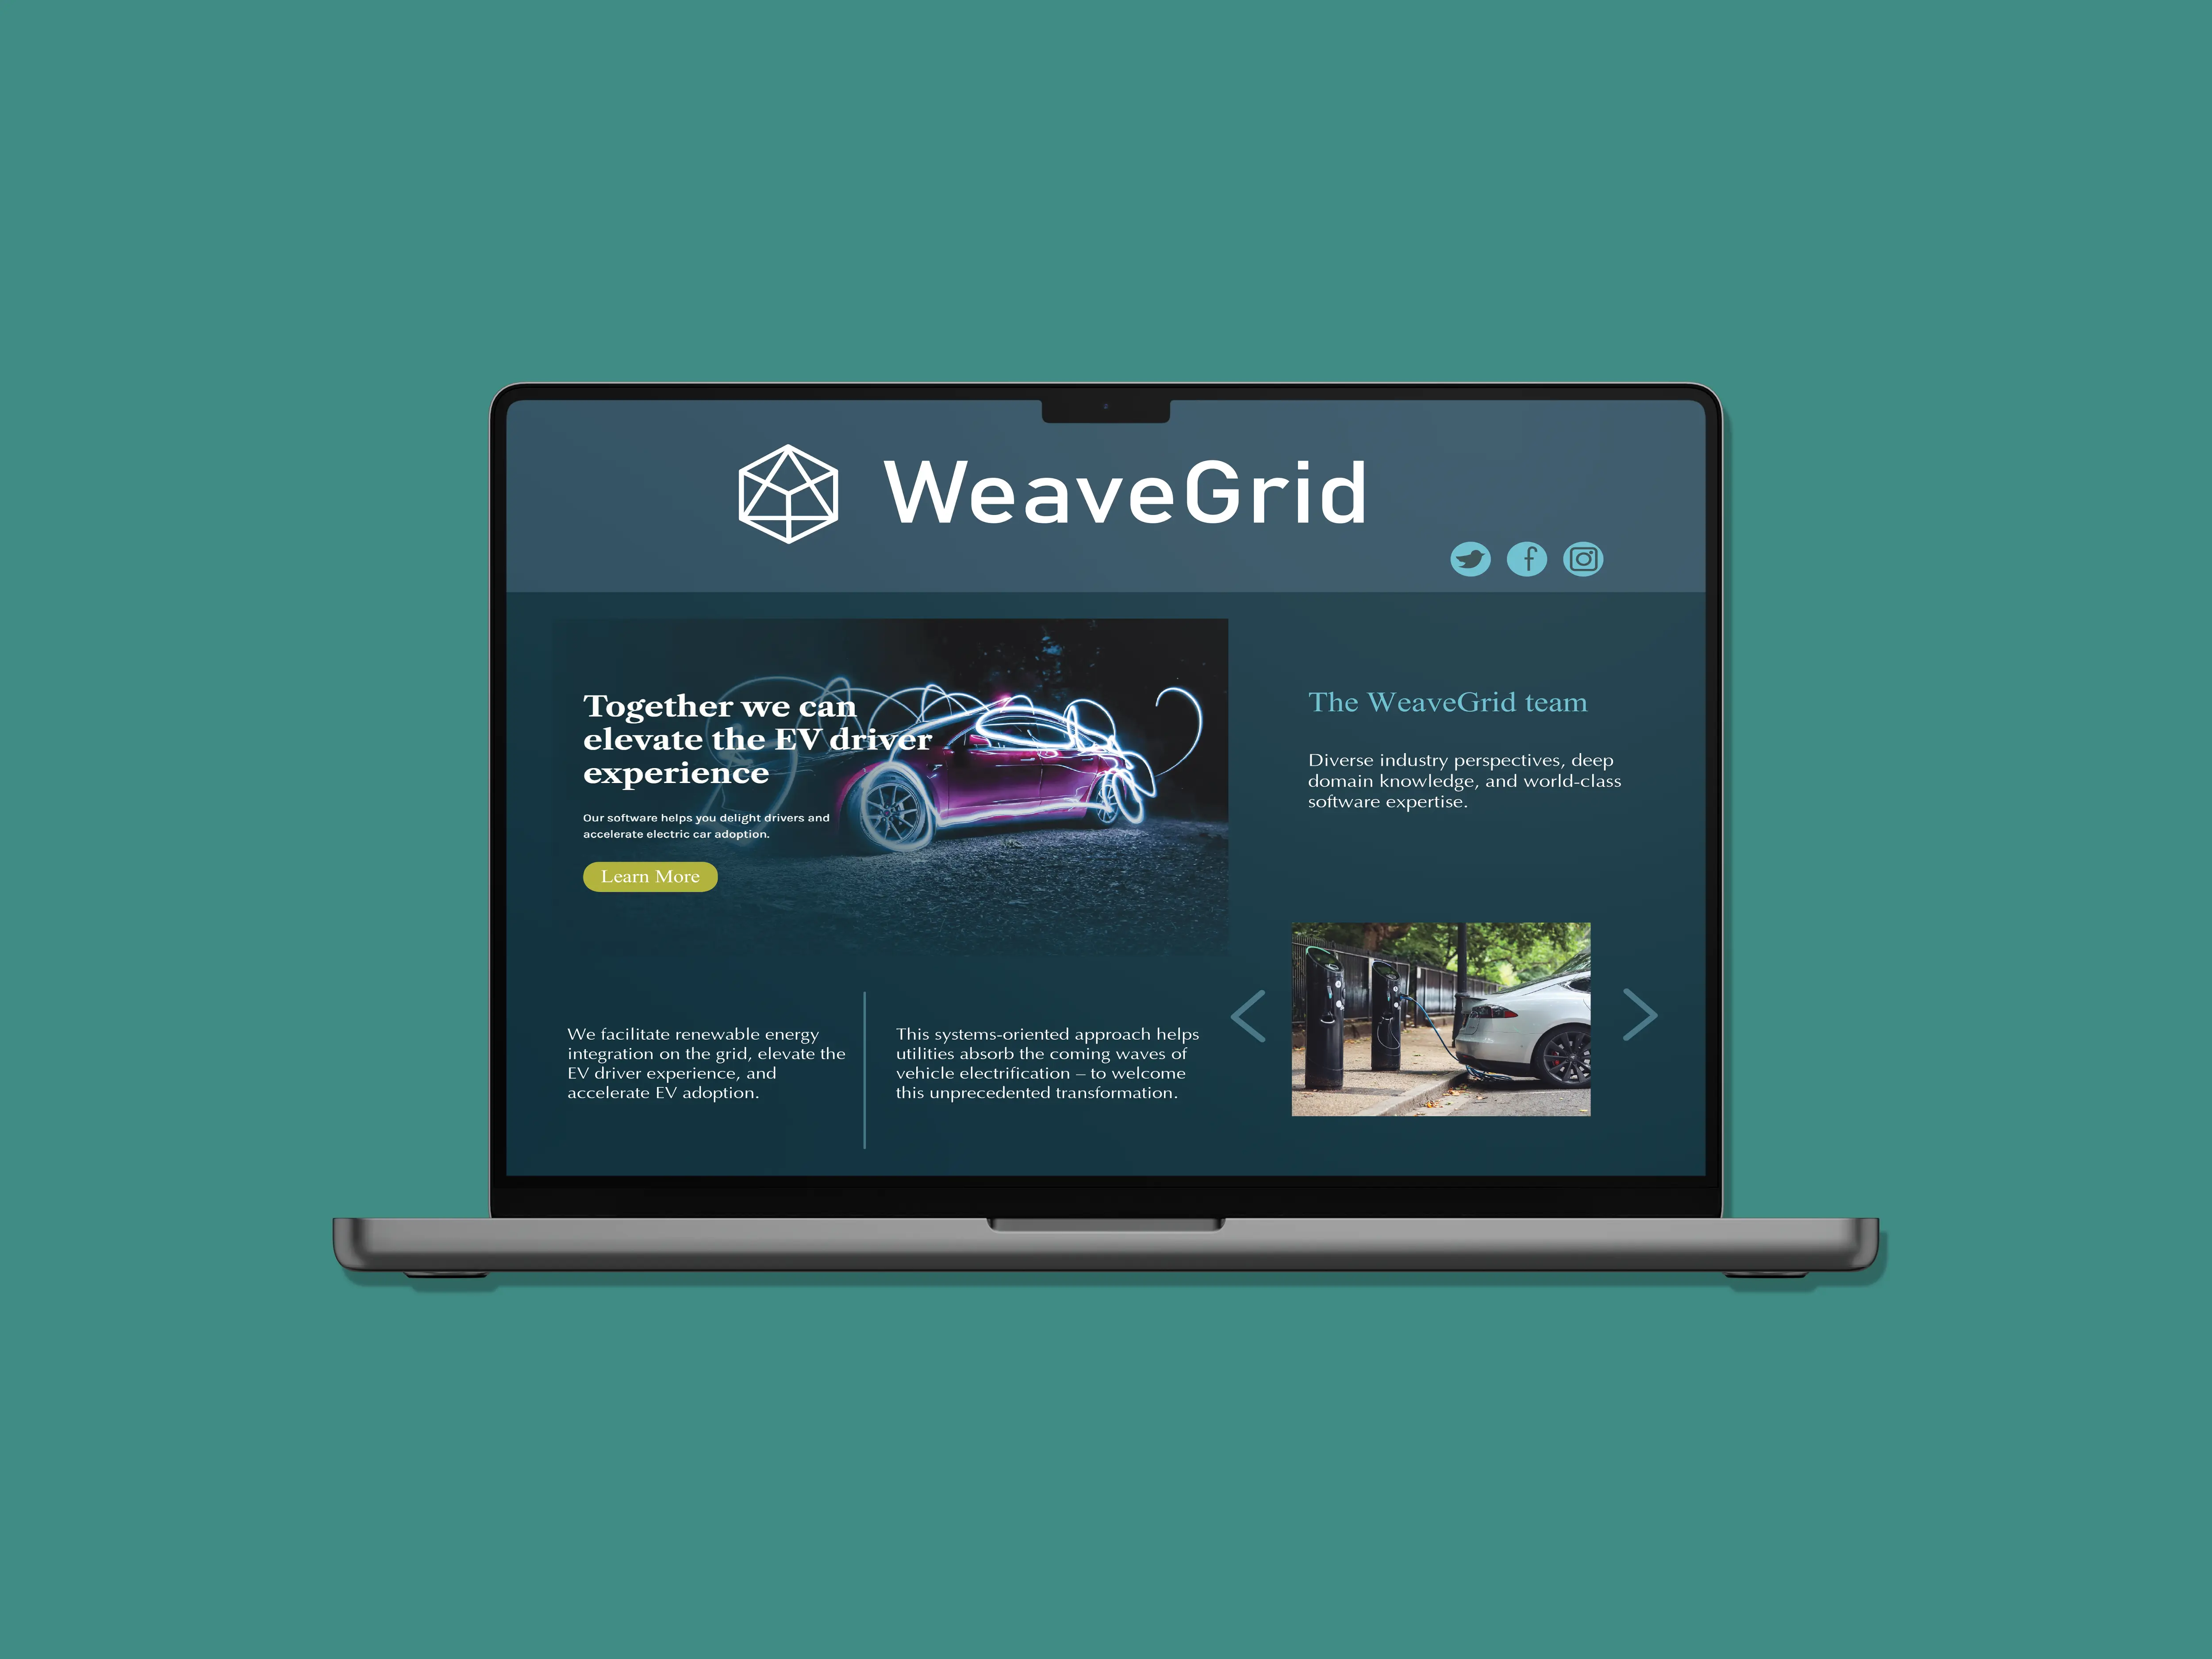 WeaveGrid
Together we can
elevate the EV driver
experience
Our software helps you delight drivers and
accelerate electric car adoption.
Learn More
The WeaveGrid team
Diverse industry perspectives, deep
domain knowledge, and world-class
software expertise.
We facilitate renewable energy
integration on the grid, elevate the
EV driver experience, and
accelerate EV adoption.
This systems-oriented approach helps
utilities absorb the coming waves of
vehicle electrification – to welcome
this unprecedented transformation.